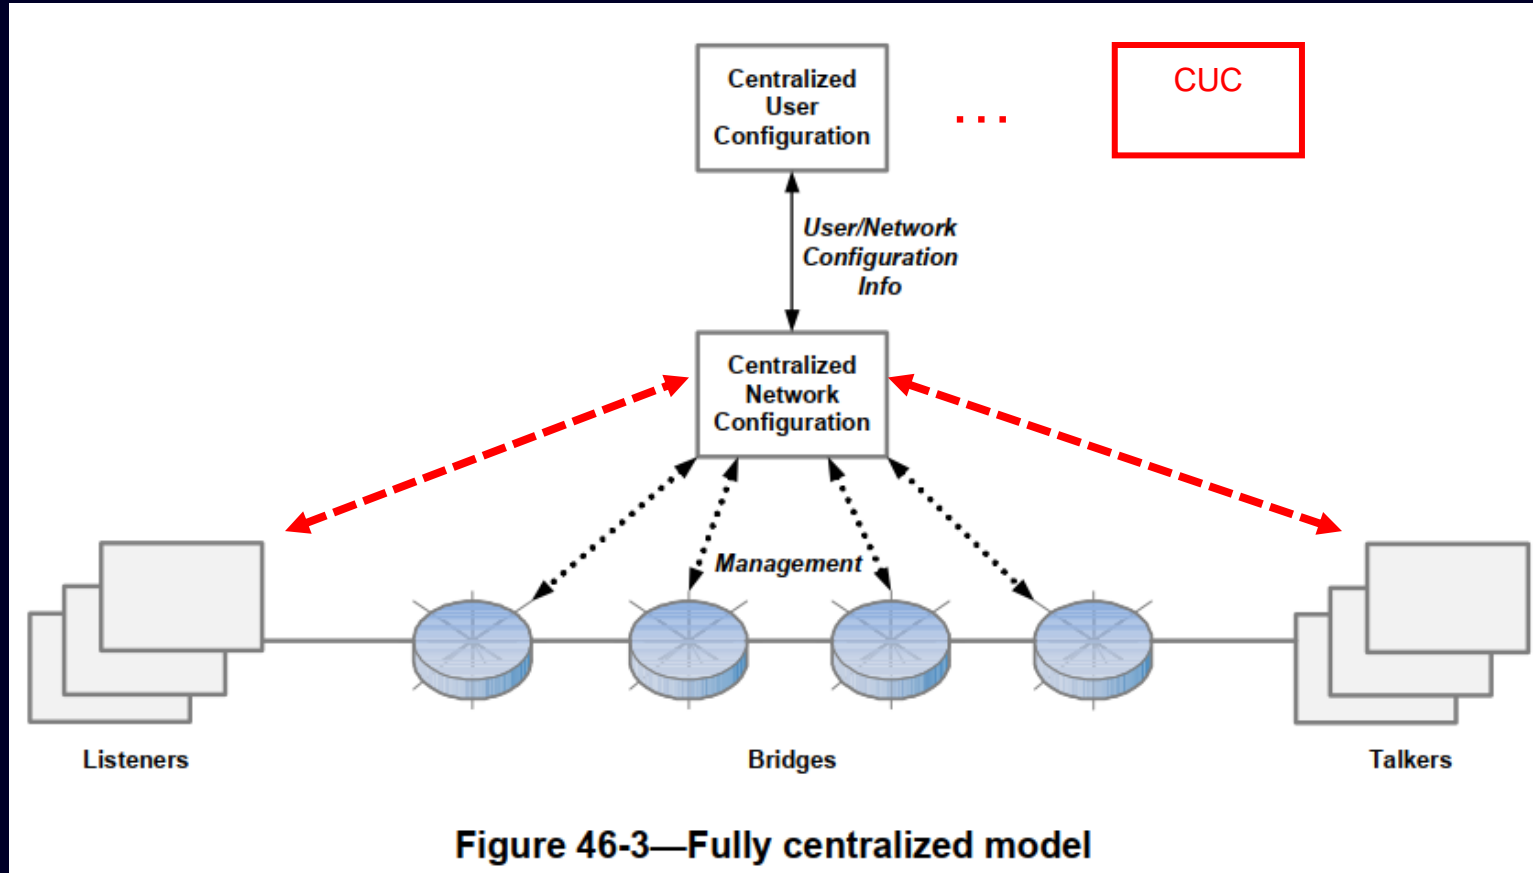 Centralized
User
Configuration
...
CUC
User/Network
Configuration
Info
Centralized
Network
Configuration
Management
Listeners
Bridges
Talkers
Figure 46-3—Fully centralized model